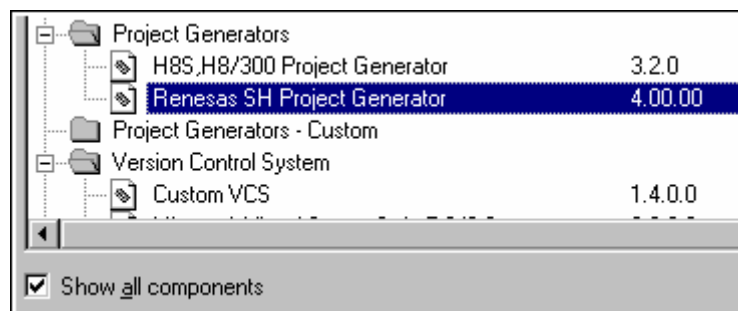 Project Generators
H8S,H8/300 Project Generator 3.2.0
Renesas SH Project Generator 4.00.00
Project Generators - Custom
Version Control System
Custom VCS 1.4.0.0
Show all components